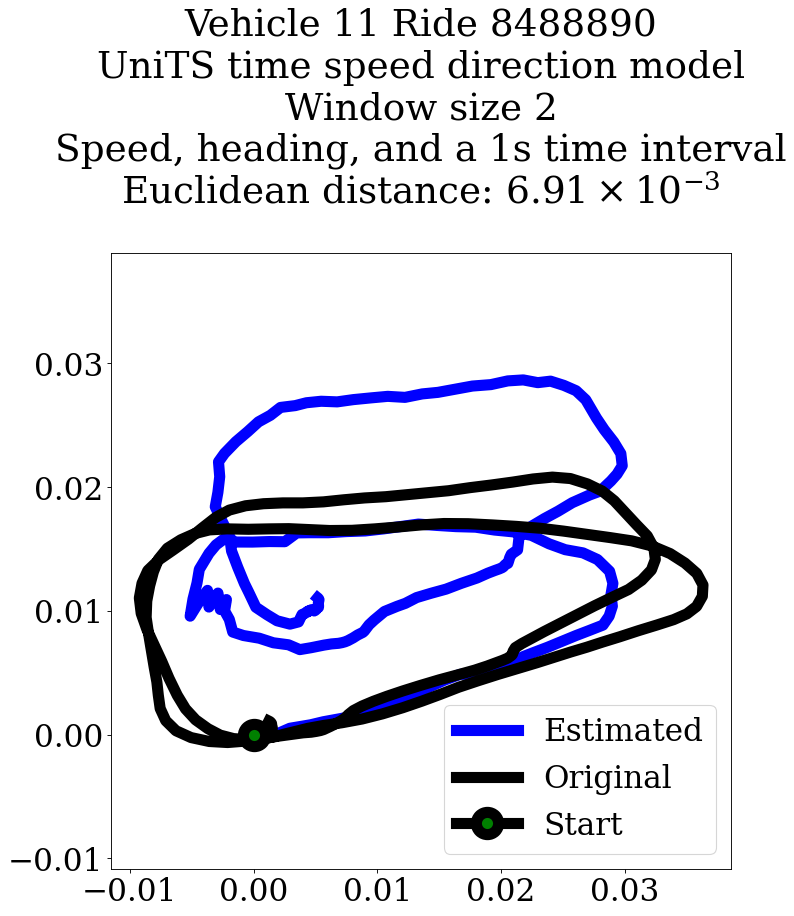 Vehicle 11 Ride 8488890
UniTS time speed direction model
Window size 2
Speed, heading, and a 1s time interval
Euclidean distance: 6.91 × 10⁻³
0.03
0.02
0.01
0.00
−0.01
−0.01 0.00 0.01 0.02 0.03
Estimated
Original
Start